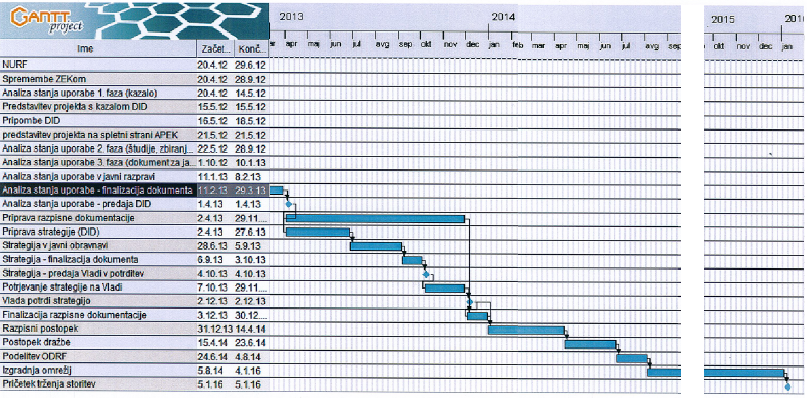 GANTT project
2013 2014 2015 2016
Ime Začet... Konč...
ar apr maj jun jul avg sep okt nov dec jan feb mar apr maj jun jul avg sep okt nov dec jan
NURF 20.4.12 29.6.12
Spremembe ZEKom 20.4.12 28.9.12
Analiza stanja uporabe 1. faza (kazalo) 20.4.12 14.5.12
Predstavitev projekta s kazalom DID 15.5.12 15.5.12
Pripombe DID 16.5.12 18.5.12
predstavitev projekta na spletni strani APEK 21.5.12 21.5.12
Analiza stanja uporabe 2. faza (študije, zbiranj... 22.5.12 28.9.12
Analiza stanja uporabe 3. faza (dokument za ja... 1.10.12 10.1.13
Analiza stanja uporabe v javni razpravi 11.1.13 8.2.13
Analiza stanja uporabe - finalizacija dokumenta 11.2.13 29.3.13
Analiza stanja uporabe - predaja DID 1.4.13 1.4.13
Priprava razpisne dokumentacije 2.4.13 29.11....
Priprava strategije (DID) 2.4.13 27.6.13
Strategija v javni obravnavi 28.6.13 5.9.13
Strategija - finalizacija dokumenta 6.9.13 3.10.13
Strategija - predaja Vladi v potrditev 4.10.13 4.10.13
Potrjevanje strategije na Vladi 7.10.13 29.11....
Vlada potrdi strategijo 2.12.13 2.12.13
Finalizacija razpisne dokumentacije 3.12.13 30.12....
Razpisni postopek 31.12.13 14.4.14
Postopek dražbe 15.4.14 23.6.14
Podelitev ODRF 24.6.14 4.8.14
Izgradnja omrežij 5.8.14 4.1.16
Pričetek trženja storitev 5.1.16 5.1.16